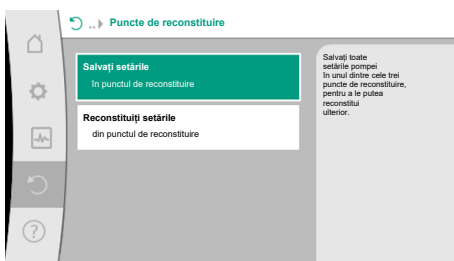 .. Puncte de reconstituire
Salvați setările
în punctul de reconstituire
Reconstituiți setările
din punctul de reconstituire
Salvați toate
setările pompei
în unul dintre cele trei
puncte de reconstituire,
pentru a le putea
reconstitui
ulterior.
?